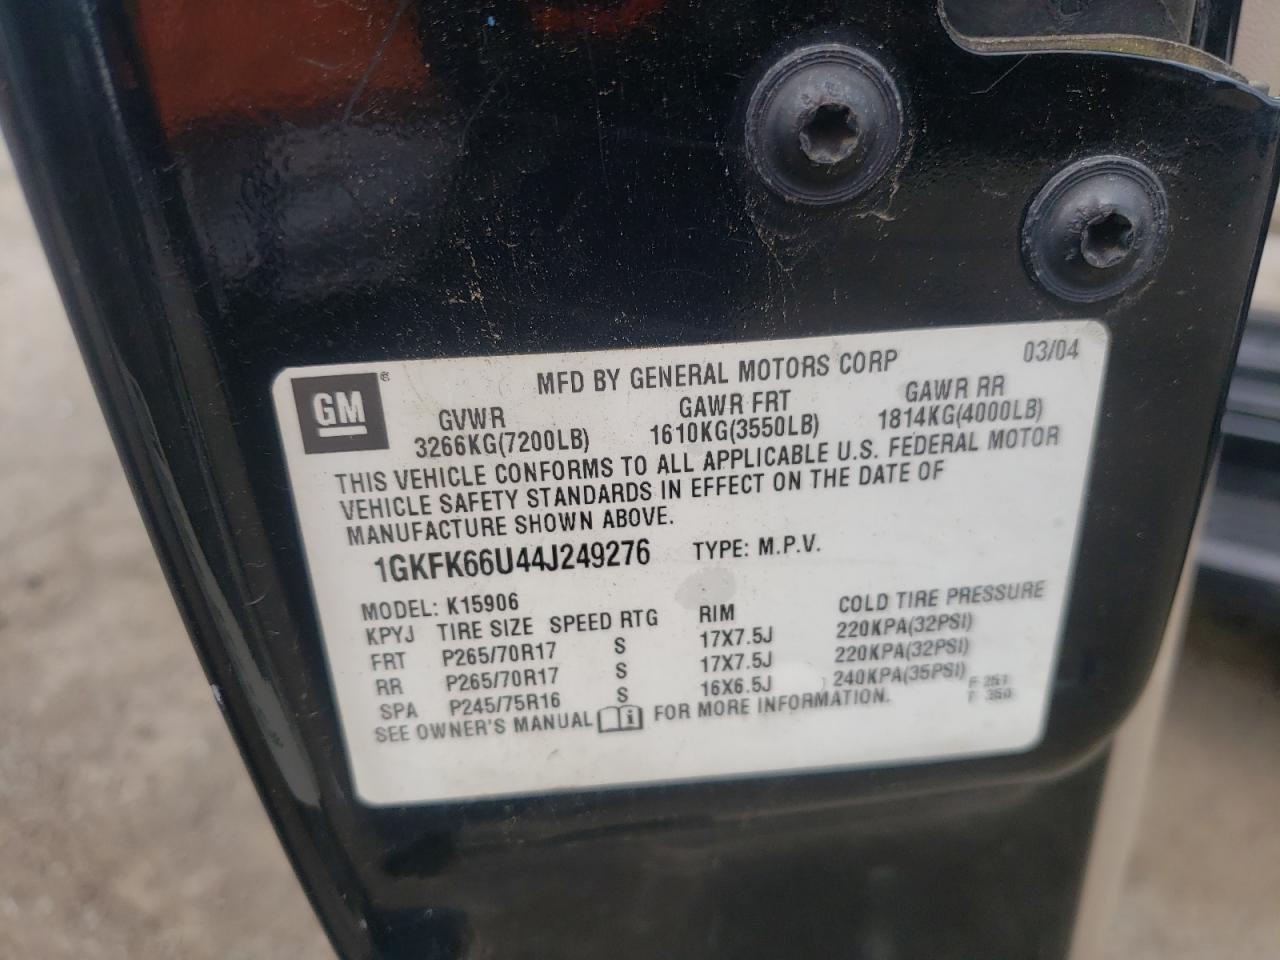 GM ®
MFD BY GENERAL MOTORS CORP 03/04
GVWR GAWR FRT GAWR RR
3266KG(7200LB) 1610KG(3550LB) 1814KG(4000LB)
THIS VEHICLE CONFORMS TO ALL APPLICABLE U.S. FEDERAL MOTOR
VEHICLE SAFETY STANDARDS IN EFFECT ON THE DATE OF
MANUFACTURE SHOWN ABOVE.
1GKFK66U44J249276 TYPE: M.P.V.
MODEL: K15906
KPYJ TIRE SIZE SPEED RTG RIM COLD TIRE PRESSURE
FRT P265/70R17 S 17X7.5J 220KPA(32PSI)
RR P265/70R17 S 17X7.5J 220KPA(32PSI)
SPA P245/75R16 S 16X6.5J 240KPA(35PSI)
SEE OWNER'S MANUAL FOR MORE INFORMATION.